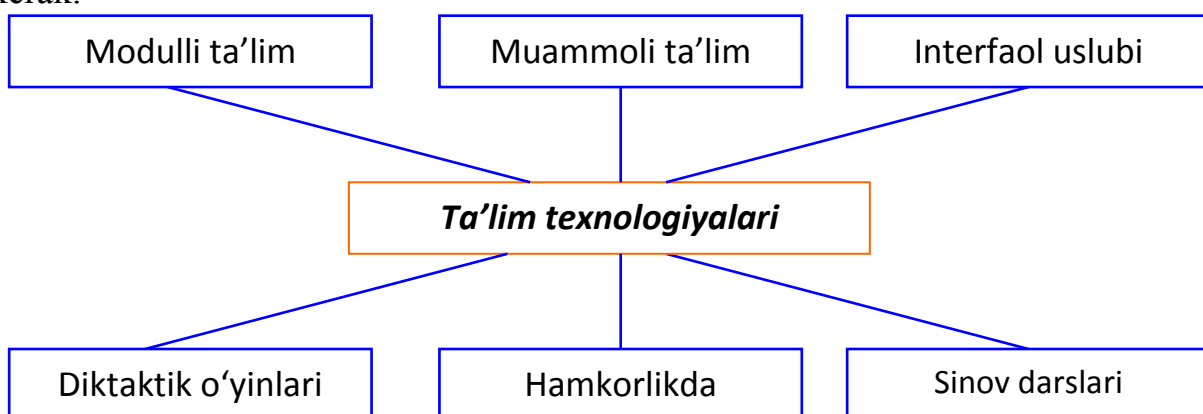 Modulli ta’lim
Muammoli ta’lim
Interfaol uslubi
Ta’lim texnologiyalari
Diktaktik o‘yinlari
Hamkorlikda
Sinov darslari